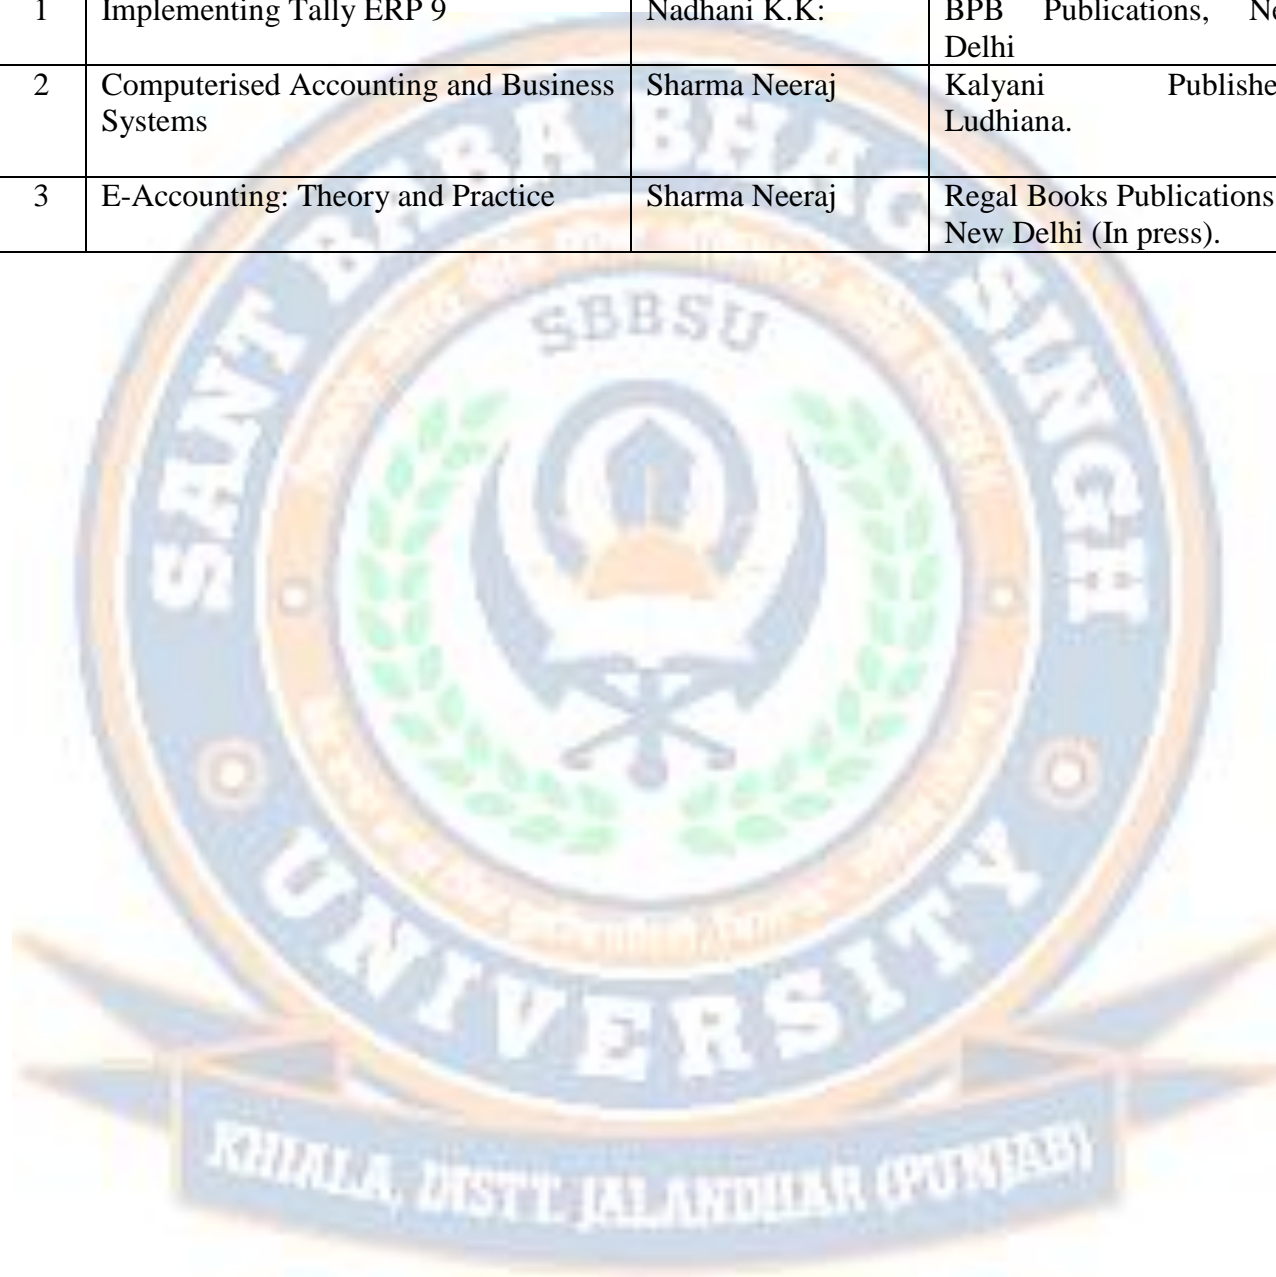 1 Implementing Tally ERP 9 Nadhani K.K: BPB Publications, Ne
Delhi
2 Computerised Accounting and Business Sharma Neeraj Kalyani Publishe
Systems Ludhiana.
3 E-Accounting: Theory and Practice Sharma Neeraj Regal Books Publications
New Delhi (In press).
SANT BABA BHAG SINGH
SBBSU
UNIVERSITY
KHIALA, DISTT. JALANDHAR (PUNJAB)